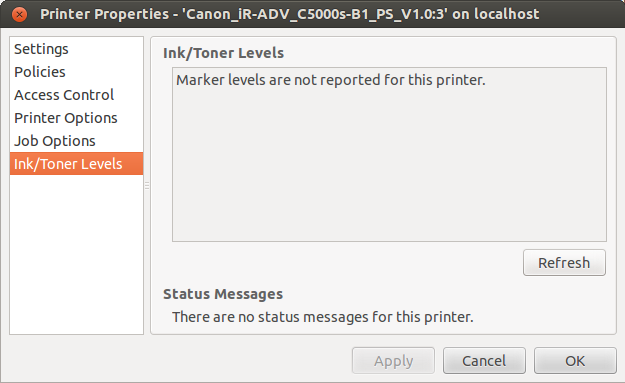 Printer Properties - 'Canon_iR-ADV_C5000s-B1_PS_V1.0:3' on localhost
Settings
Policies
Access Control
Printer Options
Job Options
Ink/Toner Levels
Ink/Toner Levels
Marker levels are not reported for this printer.
Refresh
Status Messages
There are no status messages for this printer.
Apply
Cancel
OK